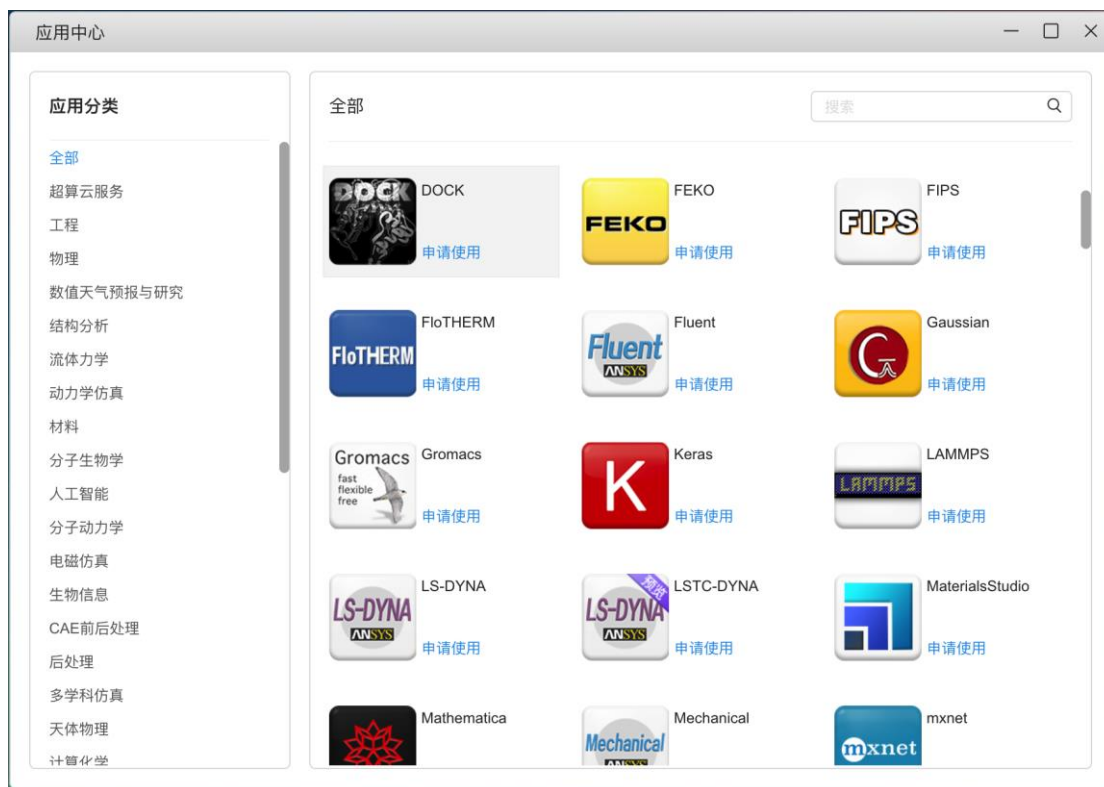 应用中心
应用分类
全部
超算云服务
工程
物理
数值天气预报与研究
结构分析
流体力学
动力学仿真
材料
分子生物学
人工智能
分子动力学
电磁仿真
生物信息
CAE前后处理
后处理
多学科仿真
天体物理
计算化学
全部
搜索
DOCK
DOCK
申请使用
FEKO
FEKO
申请使用
FIPS
FIPS
申请使用
FloTHERM
FloTHERM
申请使用
Fluent
ANSYS
Fluent
申请使用
G
Gaussian
申请使用
Gromacs
fast
flexible
free
Gromacs
申请使用
K
Keras
申请使用
LAMMPS
LAMMPS
申请使用
LS-DYNA
ANSYS
LS-DYNA
申请使用
预览
LS-DYNA
ANSYS
LSTC-DYNA
申请使用
MaterialsStudio
申请使用
Mathematica
Mechanical
ANSYS
Mechanical
mxnet
mxnet